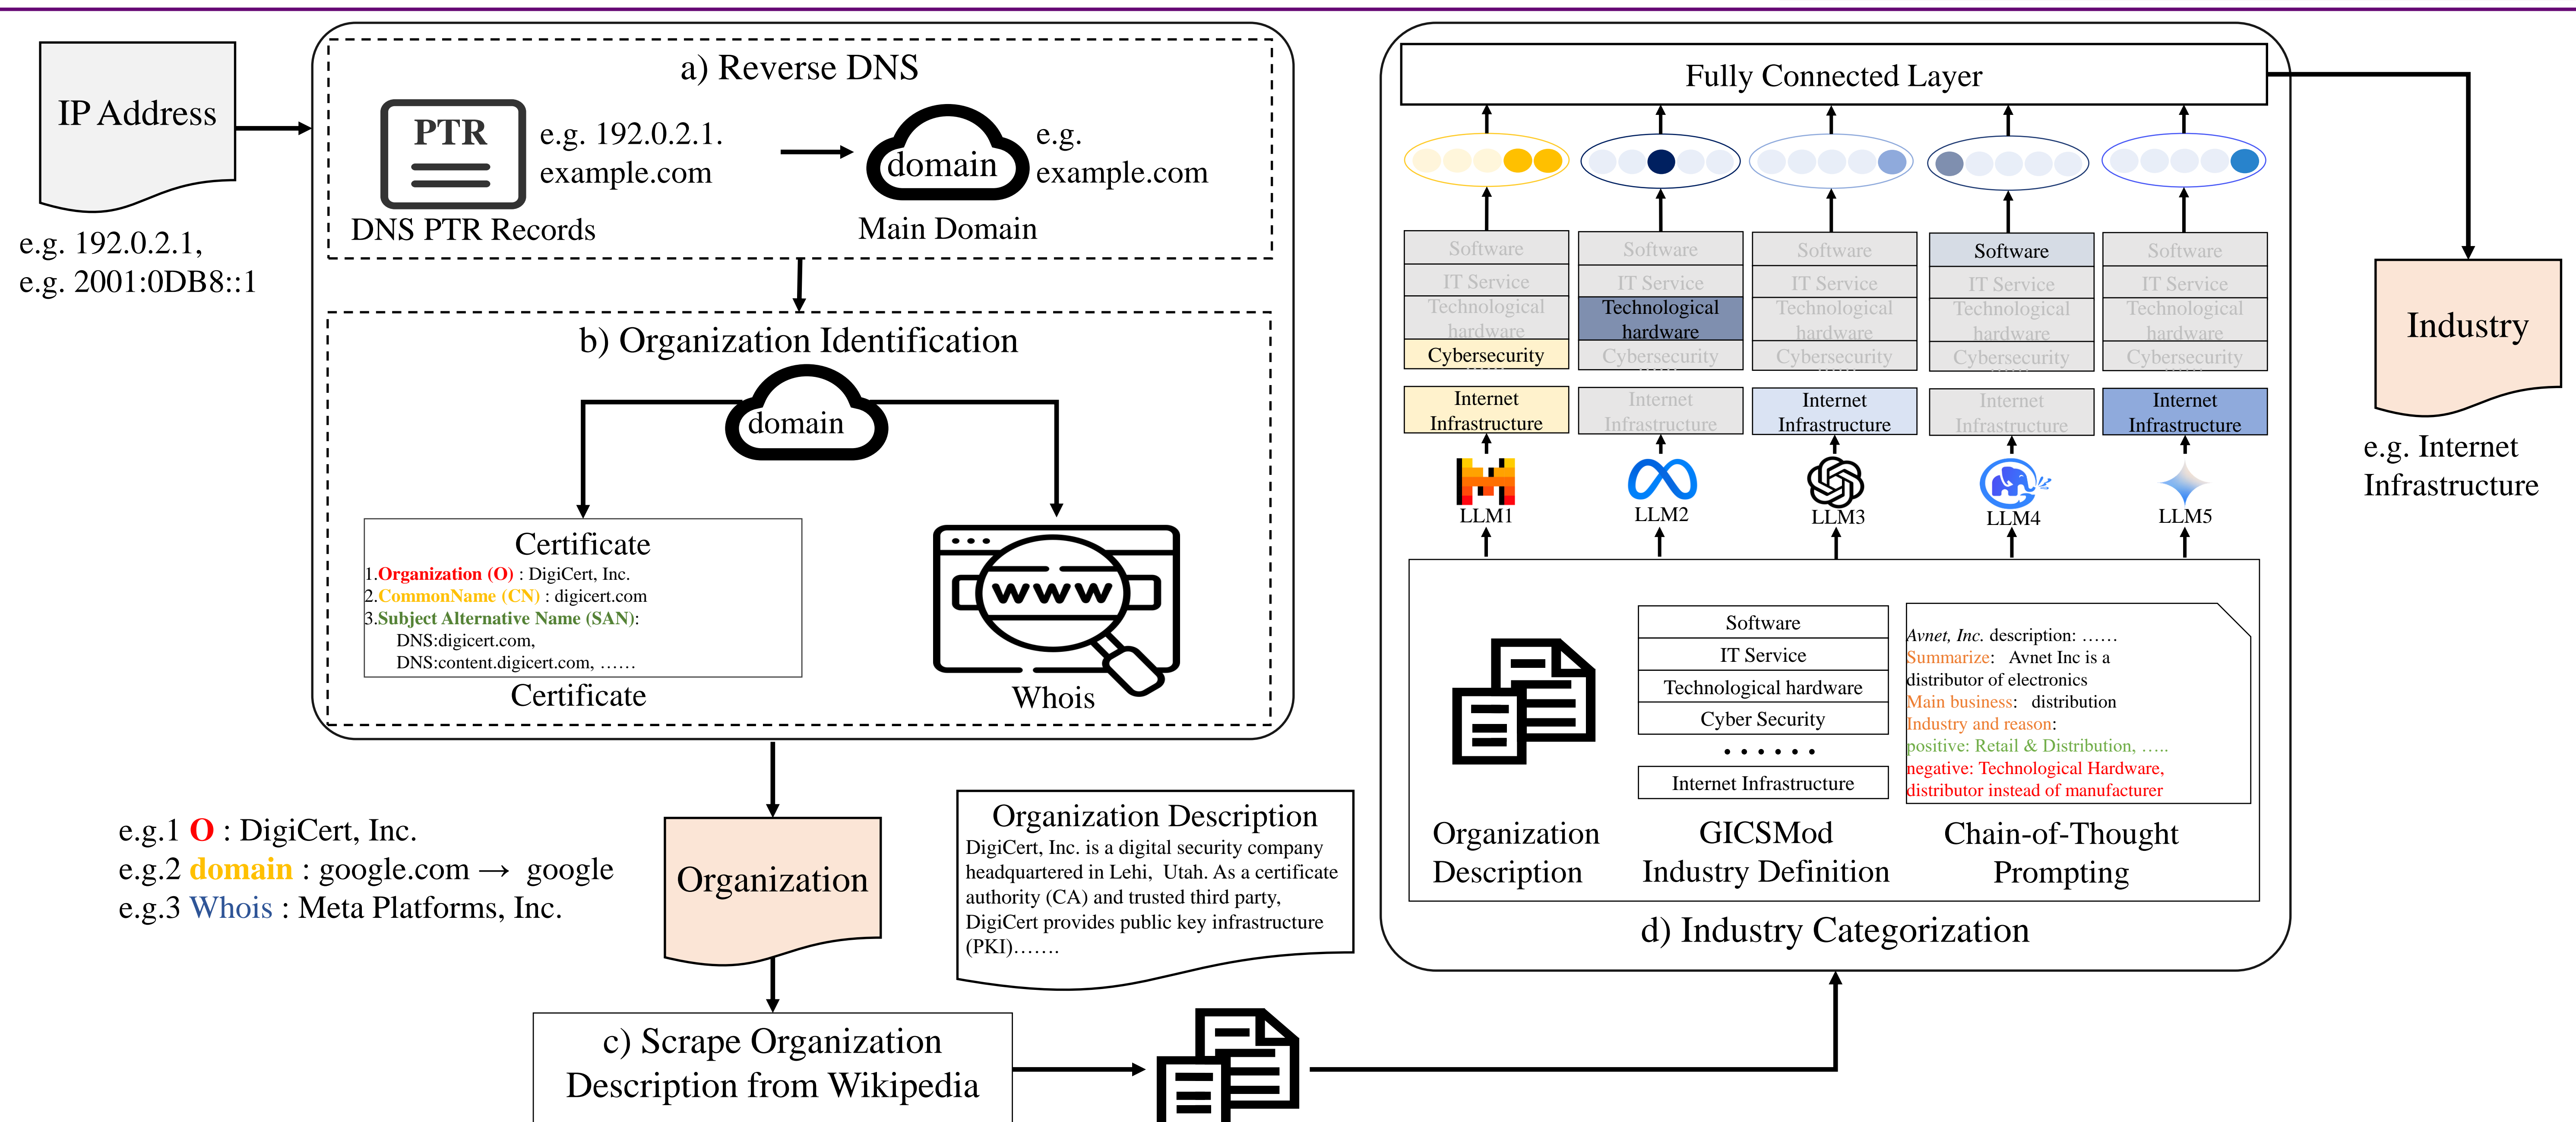 IP Address
e.g. 192.0.2.1,
e.g. 2001:0DB8::1
a) Reverse DNS
PTR
e.g. 192.0.2.1.
example.com
DNS PTR Records
domain
e.g.
example.com
Main Domain
b) Organization Identification
domain
Certificate
1.Organization (O) : DigiCert, Inc.
2.CommonName (CN) : digicert.com
3.Subject Alternative Name (SAN):
DNS:digicert.com,
DNS:content.digicert.com, ……
Certificate
www
Whois
e.g.1 O : DigiCert, Inc.
e.g.2 domain : google.com → google
e.g.3 Whois : Meta Platforms, Inc.
Organization
Organization Description
DigiCert, Inc. is a digital security company
headquartered in Lehi, Utah. As a certificate
authority (CA) and trusted third party,
DigiCert provides public key infrastructure
(PKI)…….
c) Scrape Organization
Description from Wikipedia
Fully Connected Layer
Software
IT Service
Technological
hardware
Cybersecurity
Internet
Infrastructure
LLM1
Software
IT Service
Technological
hardware
Cybersecurity
Internet
Infrastructure
LLM2
Software
IT Service
Technological
hardware
Cybersecurity
Internet
Infrastructure
LLM3
Software
IT Service
Technological
hardware
Cybersecurity
Internet
Infrastructure
LLM4
Software
IT Service
Technological
hardware
Cybersecurity
Internet
Infrastructure
LLM5
Organization
Description
Software
IT Service
Technological hardware
Cyber Security
······
Internet Infrastructure
GICSMod
Industry Definition
Avnet, Inc. description: ……
Summarize: Avnet Inc is a
distributor of electronics
Main business: distribution
Industry and reason:
positive: Retail & Distribution, …..
negative: Technological Hardware,
distributor instead of manufacturer
Chain-of-Thought
Prompting
d) Industry Categorization
Industry
e.g. Internet
Infrastructure